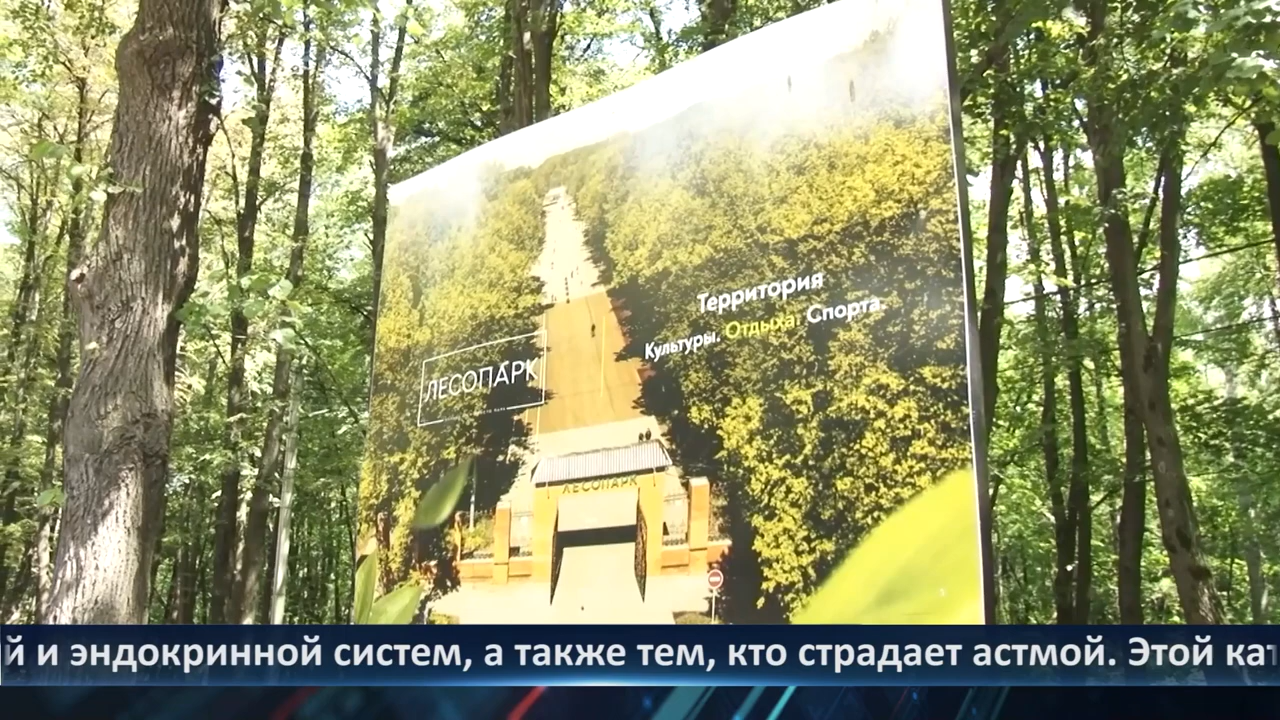 Территория
Культуры. Отдыха. Спорта.
ЛЕСОПАРК
ЛЕСОПАРК
й и эндокринной систем, а также тем, кто страдает астмой. Этой кат